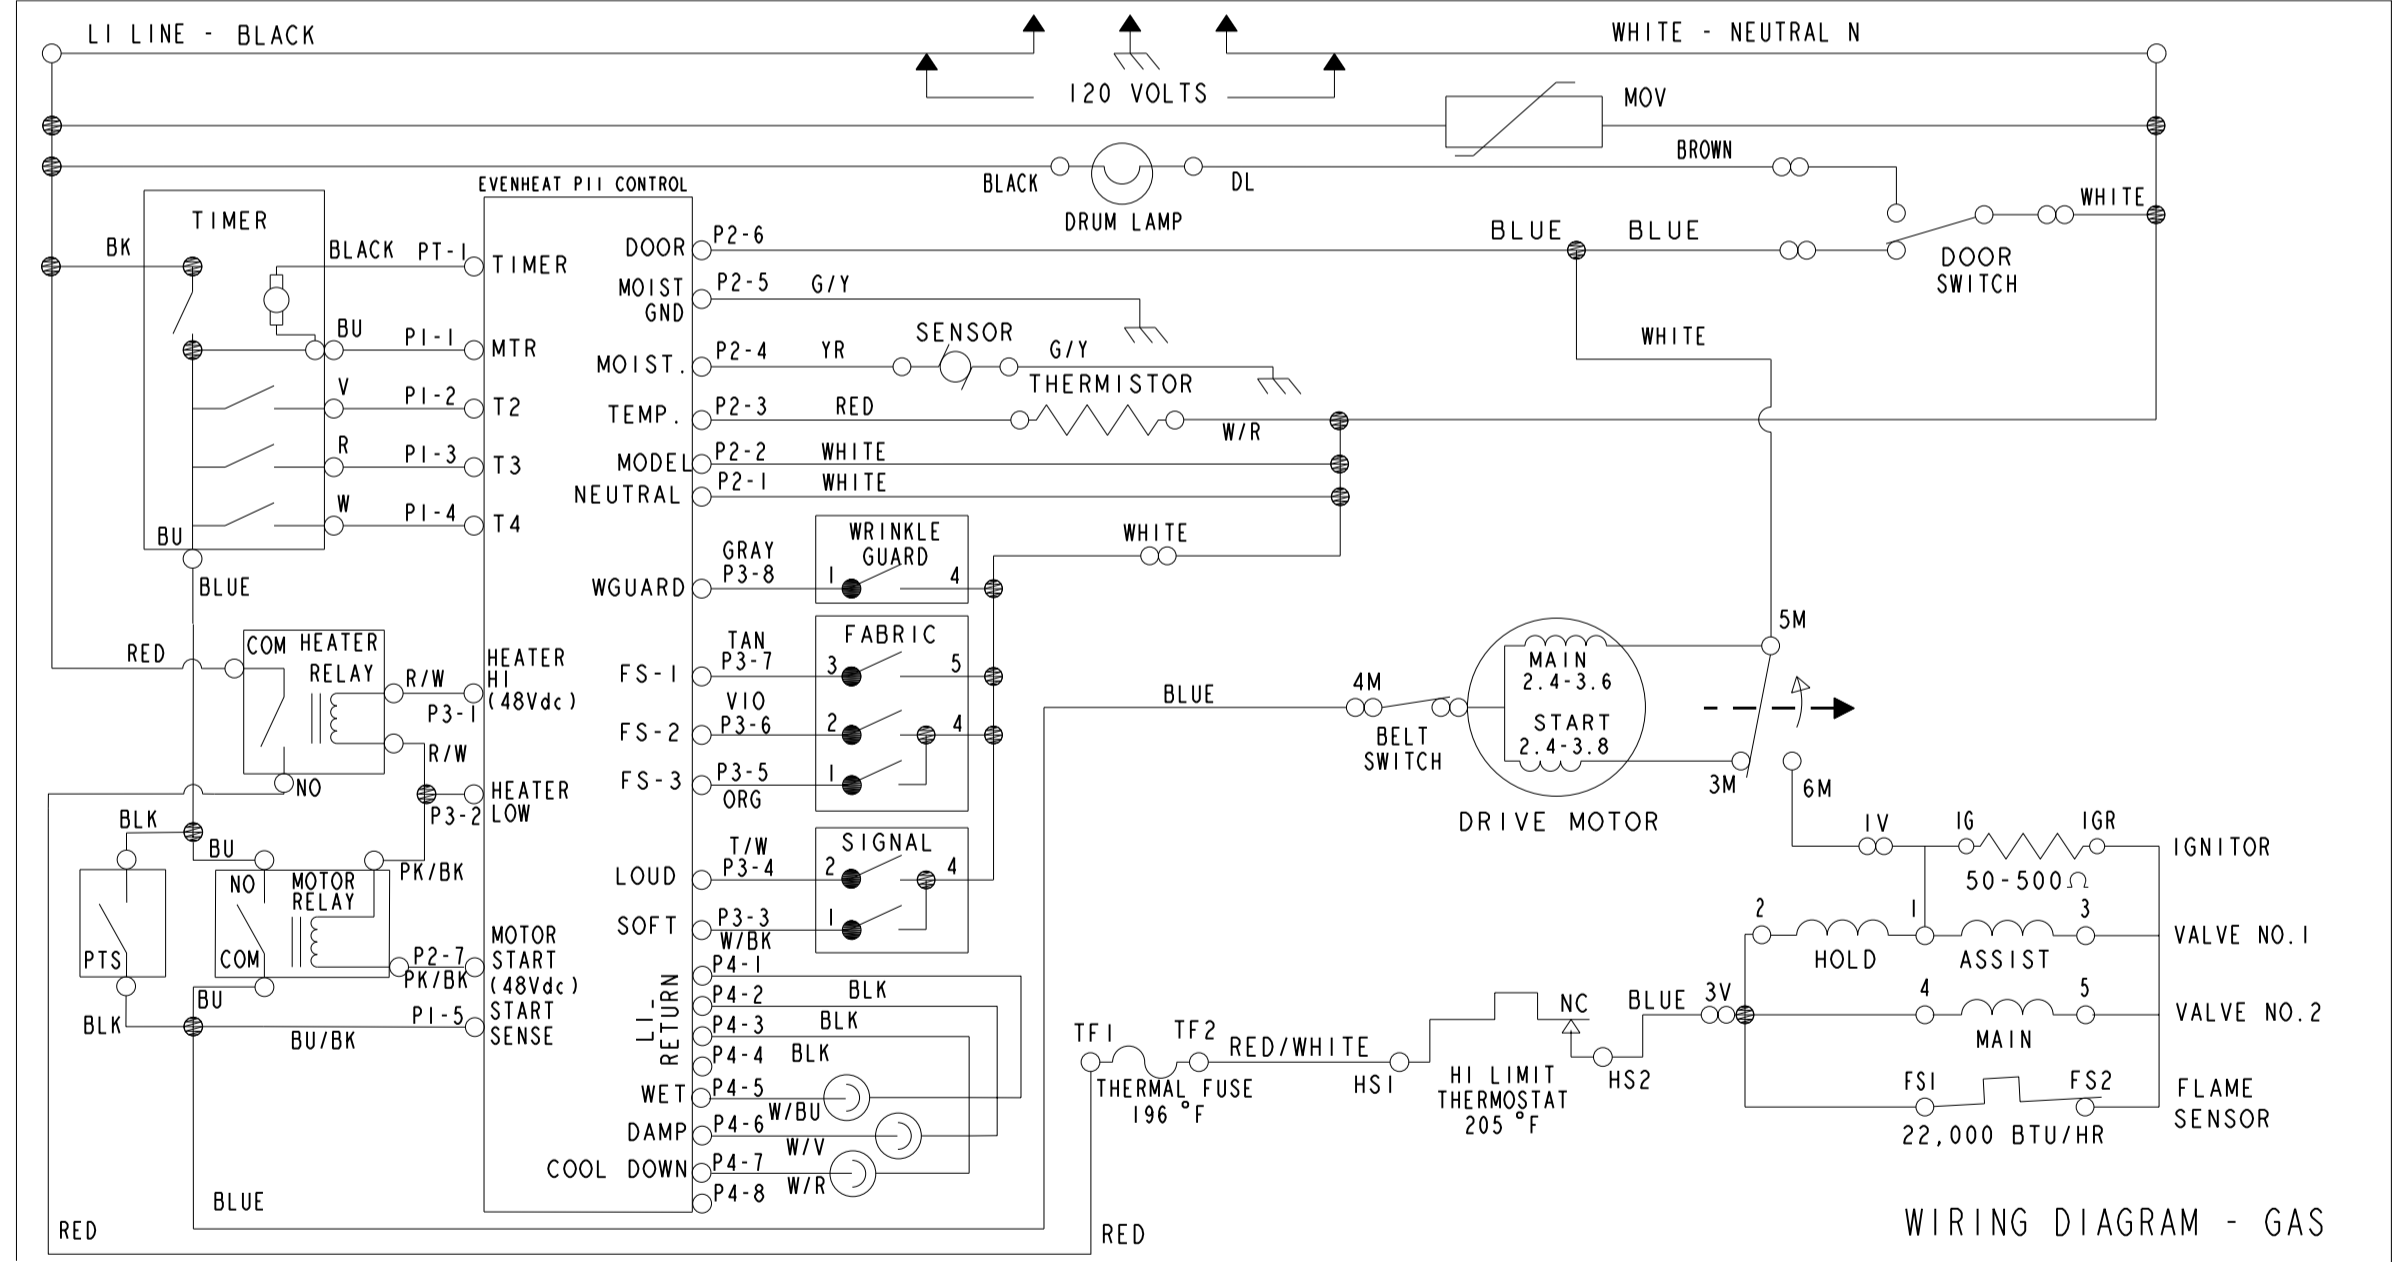 LI LINE - BLACK
WHITE - NEUTRAL N
120 VOLTS
MOV
BROWN
BLACK
DL
DRUM LAMP
WHITE
EVENHEAT P11 CONTROL
TIMER
BK
BLACK PT-1
TIMER
DOOR
P2-6
BLUE
BLUE
DOOR
SWITCH
MOIST
GND
P2-5
G/Y
BU
P1-1
MTR
SENSOR
WHITE
MOIST.
P2-4
YR
G/Y
V
P1-2
T2
TEMP.
P2-3
RED
THERMISTOR
W/R
R
P1-3
T3
MODEL
P2-2
WHITE
NEUTRAL
P2-1
WHITE
W
P1-4
T4
BU
BLUE
WHITE
WRINKLE
GUARD
GRAY
P3-8
WGUARD
1
4
COM
HEATER
RELAY
RED
R/W
P3-1
HEATER
HI
(48Vdc)
R/W
NO
P3-2
HEATER
LOW
FABRIC
TAN
P3-7
FS-1
3
5
VIO
P3-6
FS-2
2
4
FS-3
P3-5
ORG
1
5M
MAIN
2.4-3.6
START
2.4-3.8
BLUE
4M
BELT
SWITCH
3M
6M
DRIVE MOTOR
BLK
BU
NO
MOTOR
RELAY
PK/BK
PTS
COM
P2-7
PK/BK
MOTOR
START
(48Vdc)
START
SENSE
BU
BLK
BU/BK
P1-5
SIGNAL
T/W
P3-4
LOUD
2
4
SOFT
P3-3
W/BK
1
LI-
RETURN
P4-1
P4-2
BLK
P4-3
BLK
P4-4
BLK
WET
P4-5
W/BU
DAMP
P4-6
W/V
COOL DOWN
P4-7
W/R
P4-8
1V
IG
IGR
IGNITOR
50-500Ω
2
1
3
HOLD
ASSIST
VALVE NO.1
4
5
MAIN
VALVE NO.2
TF1
TF2
THERMAL FUSE
196 °F
RED/WHITE
HS1
NC
HS2
HI LIMIT
THERMOSTAT
205 °F
BLUE
3V
FS1
FS2
FLAME
SENSOR
22,000 BTU/HR
BLUE
RED
RED
WIRING DIAGRAM - GAS